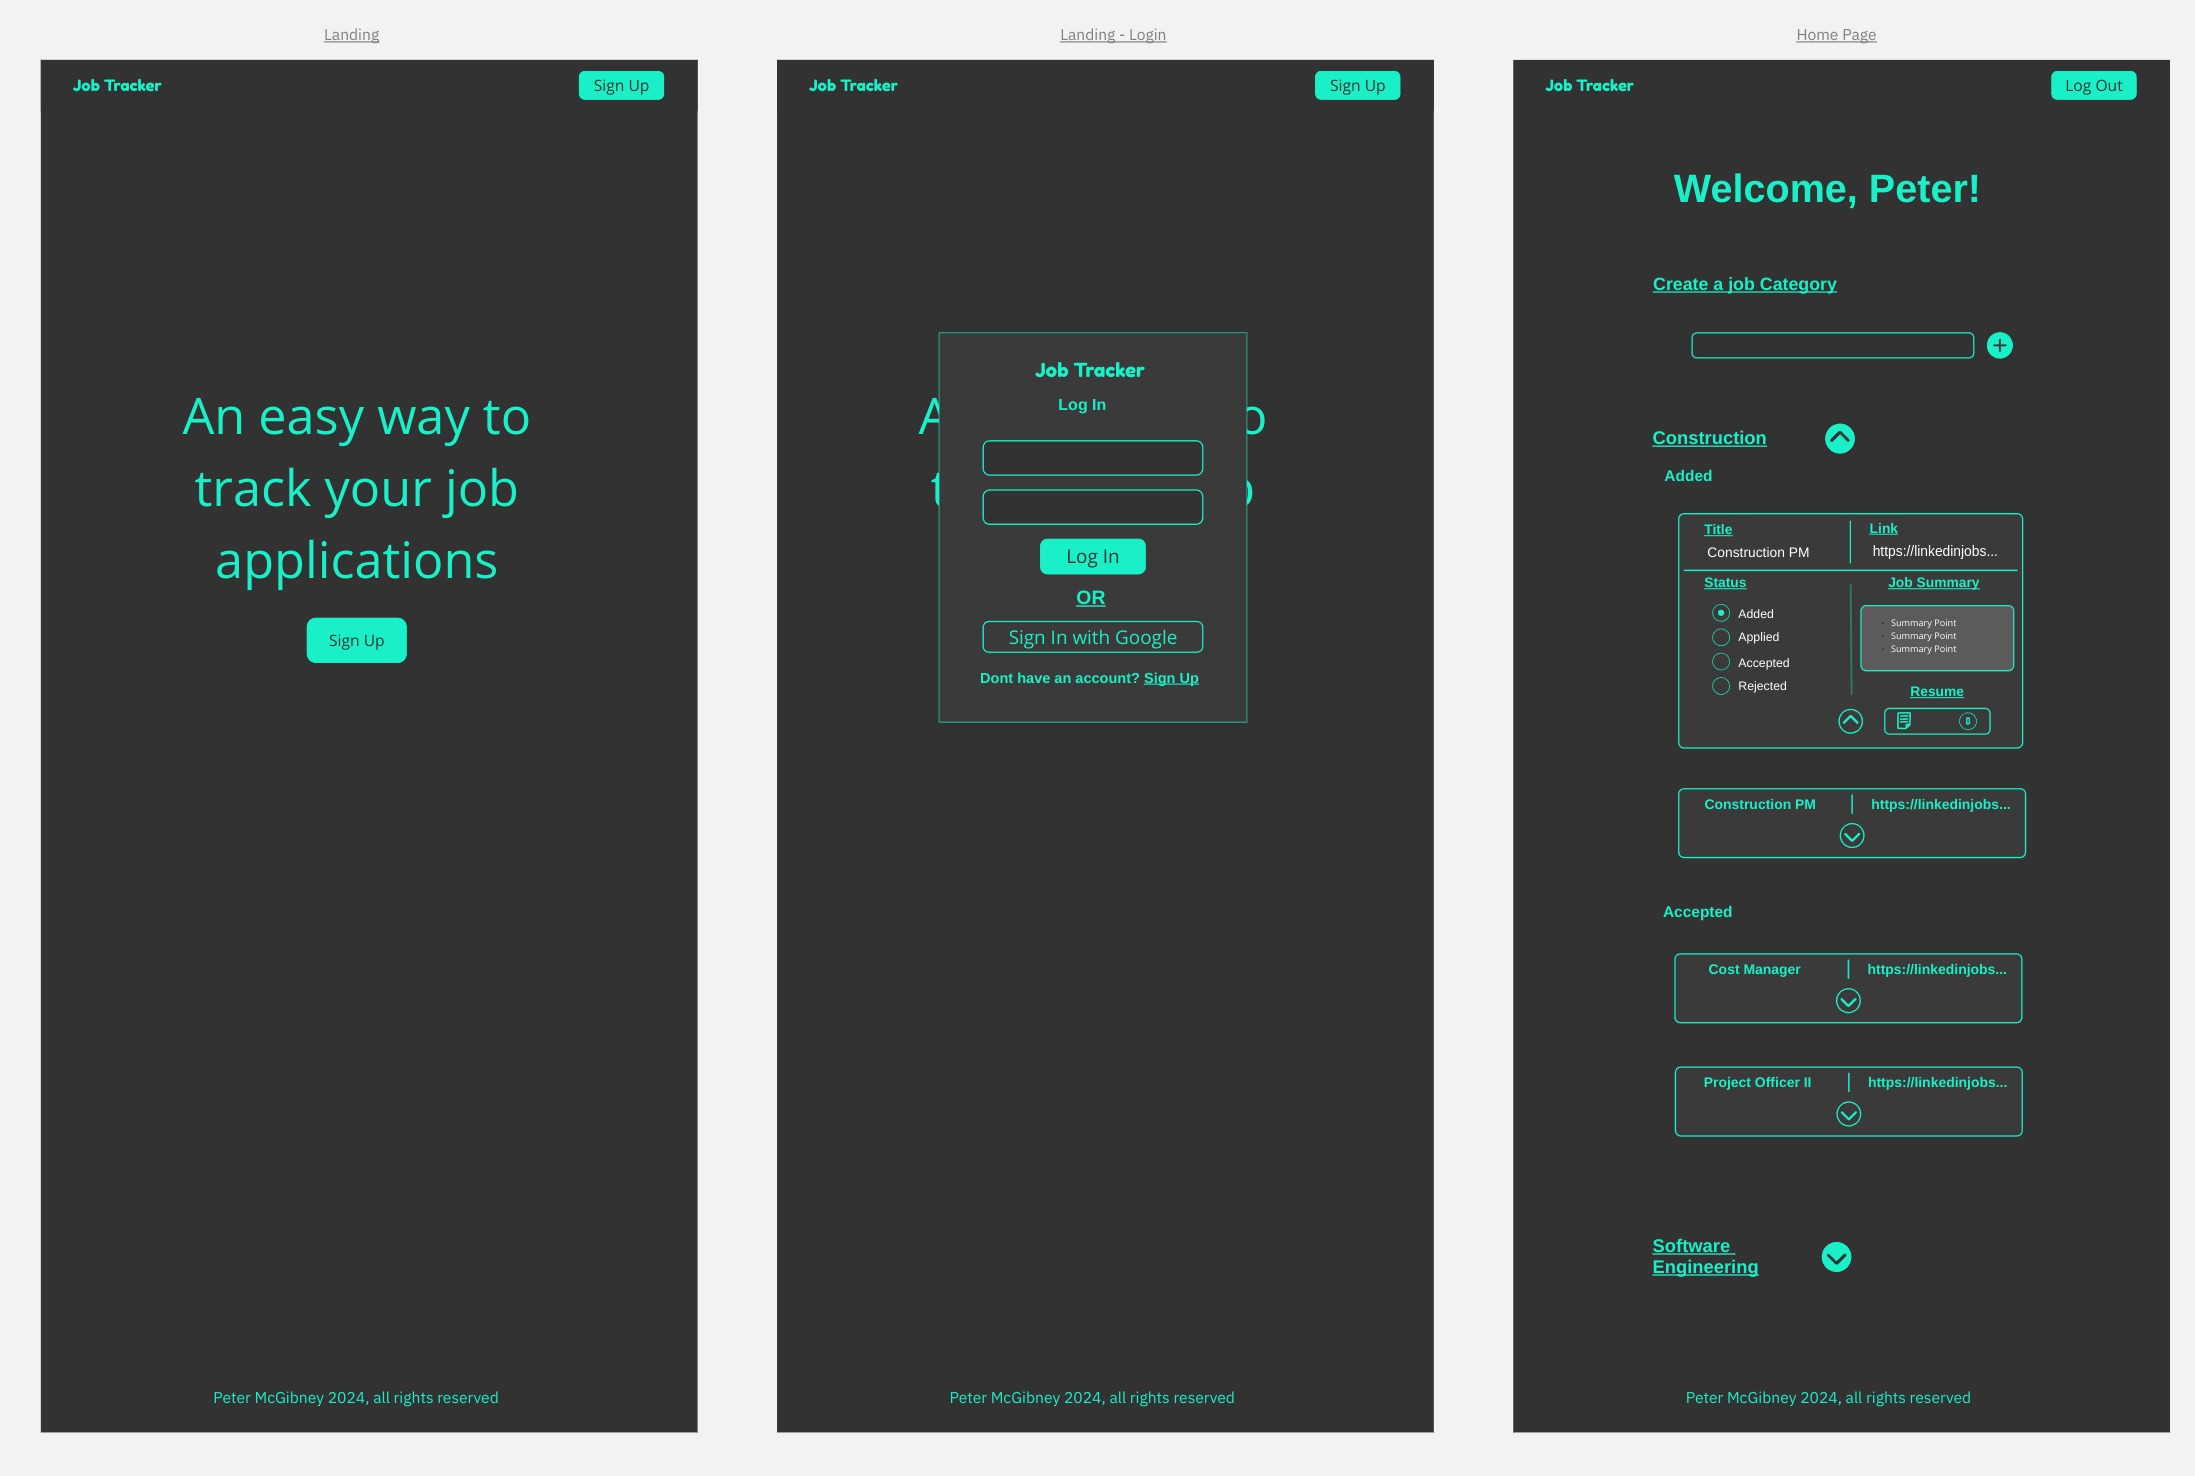 Landing
Job Tracker
Sign Up
An easy way to
track your job
applications
Sign Up
Peter McGibney 2024, all rights reserved
Landing - Login
Job Tracker
Sign Up
A
o
t
Job Tracker
Log In
Log In
OR
Sign In with Google
Dont have an account? Sign Up
Peter McGibney 2024, all rights reserved
Home Page
Job Tracker
Log Out
Welcome, Peter!
Create a job Category
Construction
Added
Title
Link
Construction PM
https://linkedinjobs...
Status
Job Summary
Added
Applied
Accepted
Rejected
Summary Point
Summary Point
Summary Point
Resume
Construction PM
https://linkedinjobs...
Accepted
Cost Manager
https://linkedinjobs...
Project Officer II
https://linkedinjobs...
Software
Engineering
Peter McGibney 2024, all rights reserved